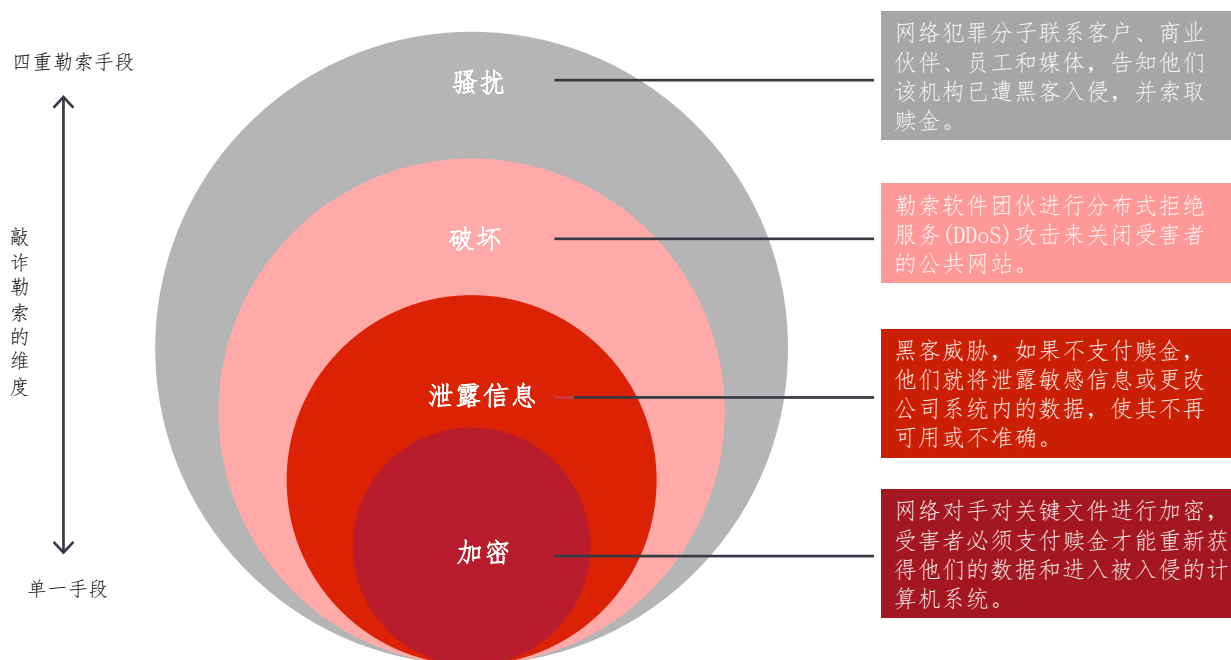 四重勒索手段
敲诈勒索的维度
单一手段
骚扰
网络犯罪分子联系客户、商业
伙伴、员工和媒体，告知他们
该机构已遭黑客入侵，并索取
赎金。
破坏
勒索软件团伙进行分布式拒绝
服务(DDoS)攻击来关闭受害者
的公共网站。
泄露信息
黑客威胁，如果不支付赎金，
他们就将泄露敏感信息或更改
公司系统内的数据，使其不再
可用或不准确。
加密
网络对手对关键文件进行加密，
受害者必须支付赎金才能重新获
得他们的数据和进入被入侵的计
算机系统。